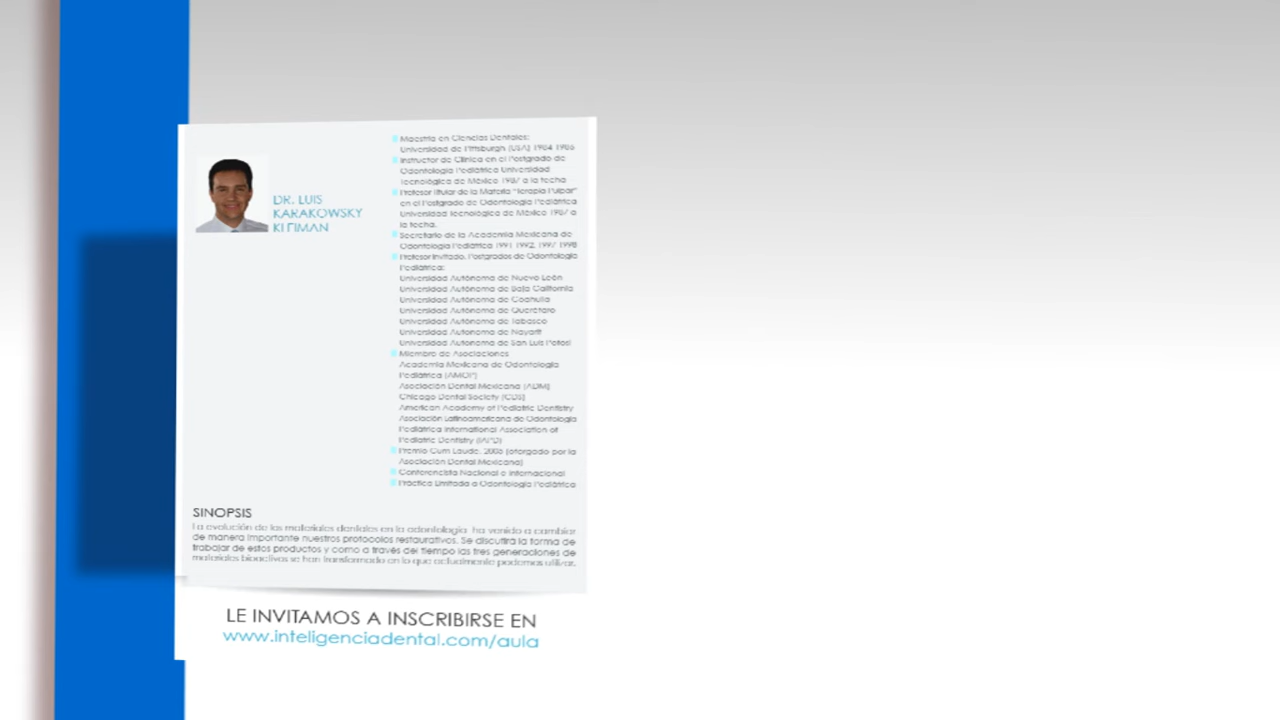 DR. LUIS
KARAKOWSKY
KLEIMAN
Maestría en Ciencias Dentales:
Universidad de Pittsburgh (USA) 1984-1986
Instructor de Clínica en el Postgrado de
Odontología Pediátrica Universidad
Tecnológica de México 1987 a la fecha
Profesor Titular de la Materia "Terapia Pulpar"
en el Postgrado de Odontología Pediátrica
Universidad Tecnológica de México 1987 a
la fecha.
Secretario de la Academia Mexicana de
Odontología Pediátrica 1991-1992, 1997-1998
Profesor Invitado, Postgrados de Odontología
Pediátrica:
Universidad Autónoma de Nuevo León
Universidad Autónoma de Baja California
Universidad Autónoma de Coahuila
Universidad Autónoma de Querétaro
Universidad Autónoma de Tabasco
Universidad Autónoma de Nayarit
Universidad Autónoma de San Luis Potosí
Miembro de Asociaciones
Academia Mexicana de Odontología
Pediátrica (AMOP)
Asociación Dental Mexicana (ADM)
Chicago Dental Society (CDS)
American Academy of Pediatric Dentistry
Asociación Latinoamericana de Odontología
Pediátrica International Association of
Pediatric Dentistry (IAPD)
Premio Cum Laude, 2006 (otorgado por la
Asociación Dental Mexicana)
Conferencista Nacional e Internacional
Práctica Limitada a Odontología Pediátrica
SINOPSIS
La evolución de los materiales dentales en la odontología ha venido a cambiar
de manera importante nuestros protocolos restaurativos. Se discutirá la forma de
trabajar de estos productos y como a través del tiempo las tres generaciones de
materiales bioactivos se han transformado en lo que actualmente podemos utilizar.
LE INVITAMOS A INSCRIBIRSE EN
www.inteligenciadental.com/aula